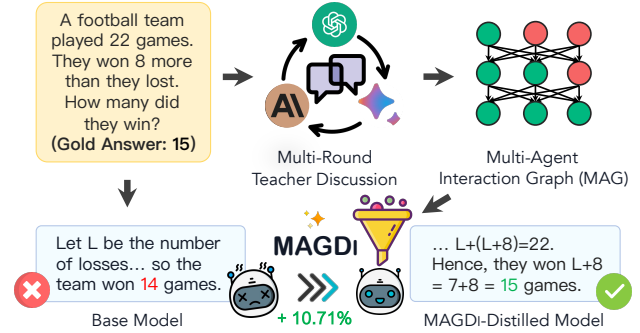 A football team
played 22 games.
They won 8 more
than they lost.
How many did
they win?
(Gold Answer: 15)
AI
Multi-Round
Teacher Discussion
Multi-Agent
Interaction Graph (MAG)
Let L be the number
of losses... so the
team won 14 games.
Base Model
MAGDI
+ 10.71%
... L+(L+8)=22.
Hence, they won L+8
= 7+8 = 15 games.
MAGDI-Distilled Model